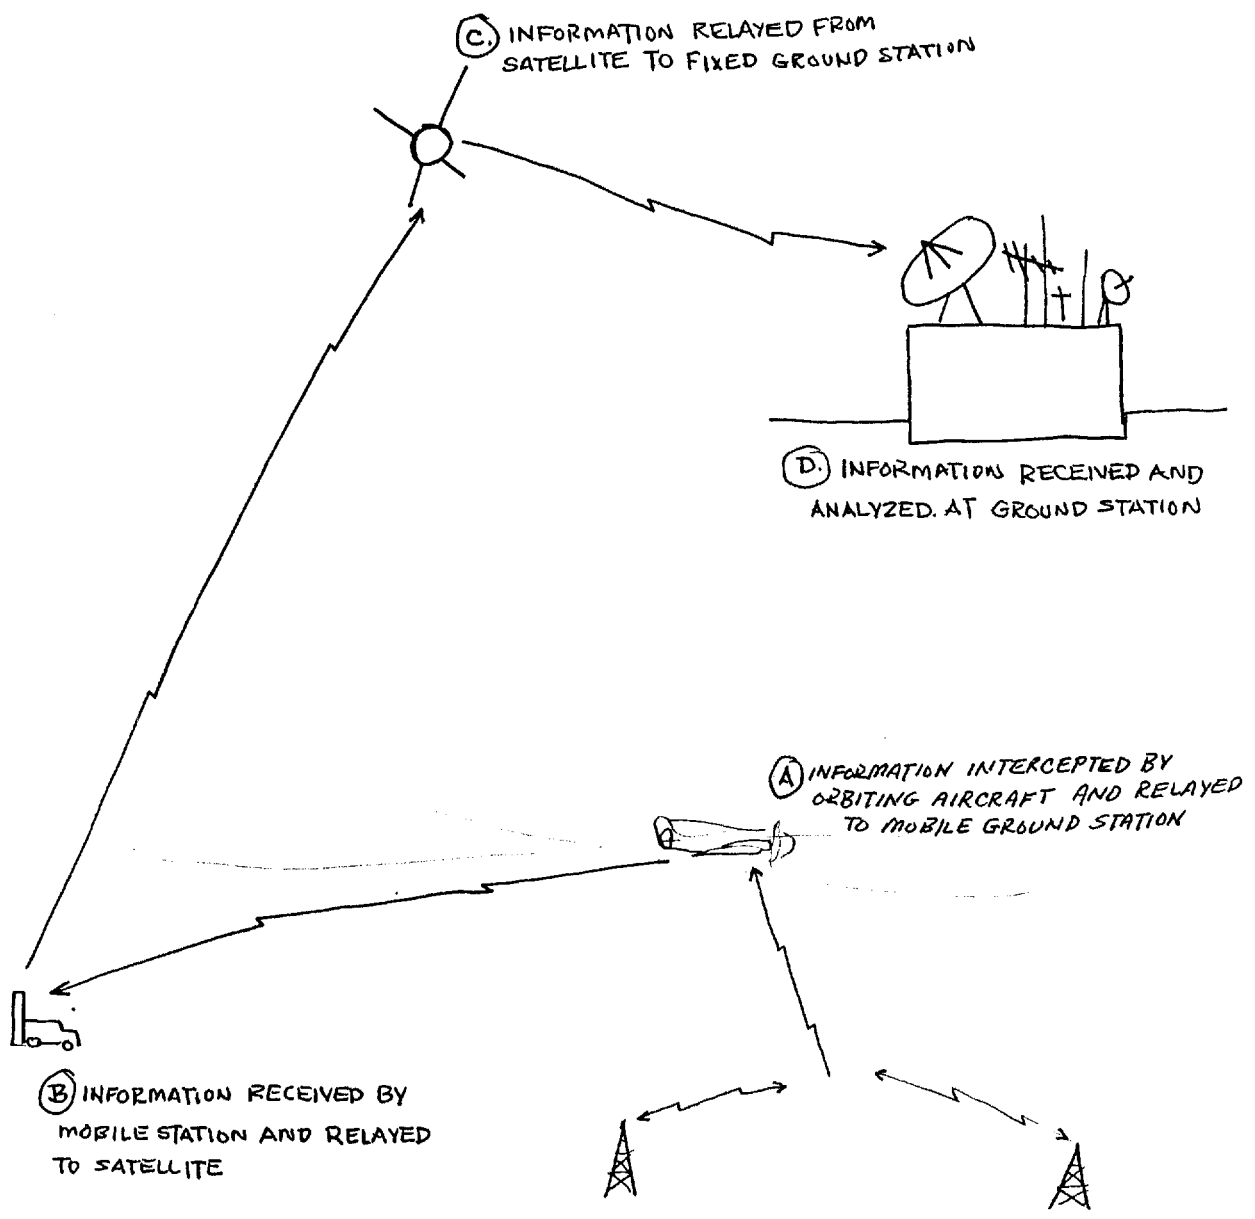 C. INFORMATION RELAYED FROM
SATELLITE TO FIXED GROUND STATION
D. INFORMATION RECEIVED AND
ANALYZED. AT GROUND STATION
A INFORMATION INTERCEPTED BY
ORBITING AIRCRAFT AND RELAYED
TO MOBILE GROUND STATION
B INFORMATION RECEIVED BY
MOBILE STATION AND RELAYED
TO SATELLITE